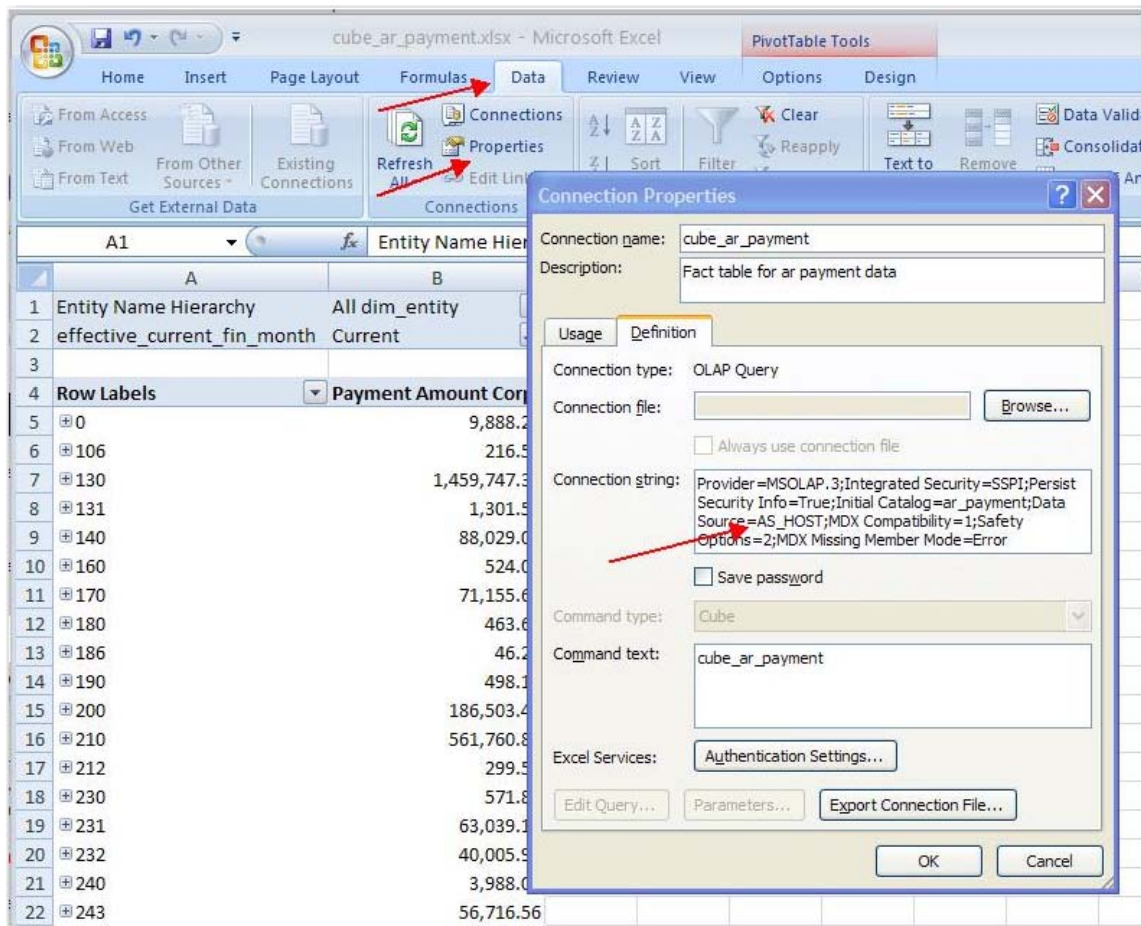 cube_ar_payment.xlsx - Microsoft Excel
PivotTable Tools
Home Insert Page Layout Formulas Data Review View Options Design
From Access
From Web
From Text
From Other Sources
Existing Connections
Get External Data
Refresh All
Connections
Properties
Edit Lin
Connections
Sort
Filter
Clear
Reapply
Text to
Remove
Data Valid
Consolidat
An
A1 fx Entity Name Hier
A B
1 Entity Name Hierarchy All dim_entity
2 effective_current_fin_month Current
3
4 Row Labels Payment Amount Corp
5 0 9,888.2
6 106 216.5
7 130 1,459,747.3
8 131 1,301.5
9 140 88,029.0
10 160 524.0
11 170 71,155.6
12 180 463.6
13 186 46.2
14 190 498.1
15 200 186,503.4
16 210 561,760.8
17 212 299.5
18 230 571.8
19 231 63,039.1
20 232 40,005.9
21 240 3,988.0
22 243 56,716.56
Connection Properties
Connection name: cube_ar_payment
Description: Fact table for ar payment data
Usage Definition
Connection type: OLAP Query
Connection file: Browse...
Always use connection file
Connection string: Provider=MSOLAP.3;Integrated Security=SSPI;Persist
Security Info=True;Initial Catalog=ar_payment;Data
Source=AS_HOST;MDX Compatibility=1;Safety
Options=2;MDX Missing Member Mode=Error
Save password
Command type: Cube
Command text: cube_ar_payment
Excel Services: Authentication Settings...
Edit Query... Parameters... Export Connection File...
OK Cancel